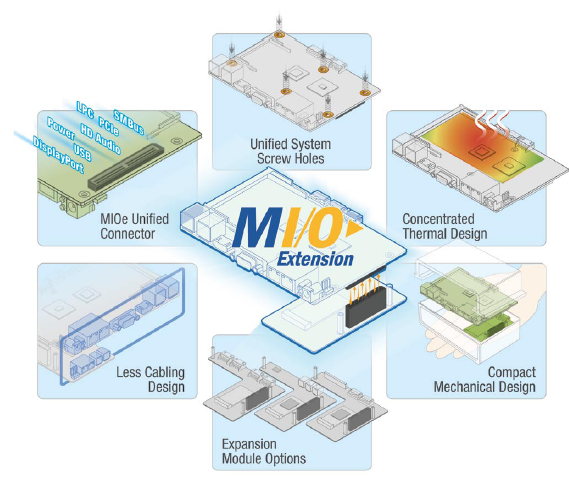 Unified System
Screw Holes
LPC PCIe SMBus
Power HD Audio
DisplayPort USB
MIOe Unified
Connector
Concentrated
Thermal Design
MI/O
Extension
Less Cabling
Design
Compact
Mechanical Design
Expansion
Module Options